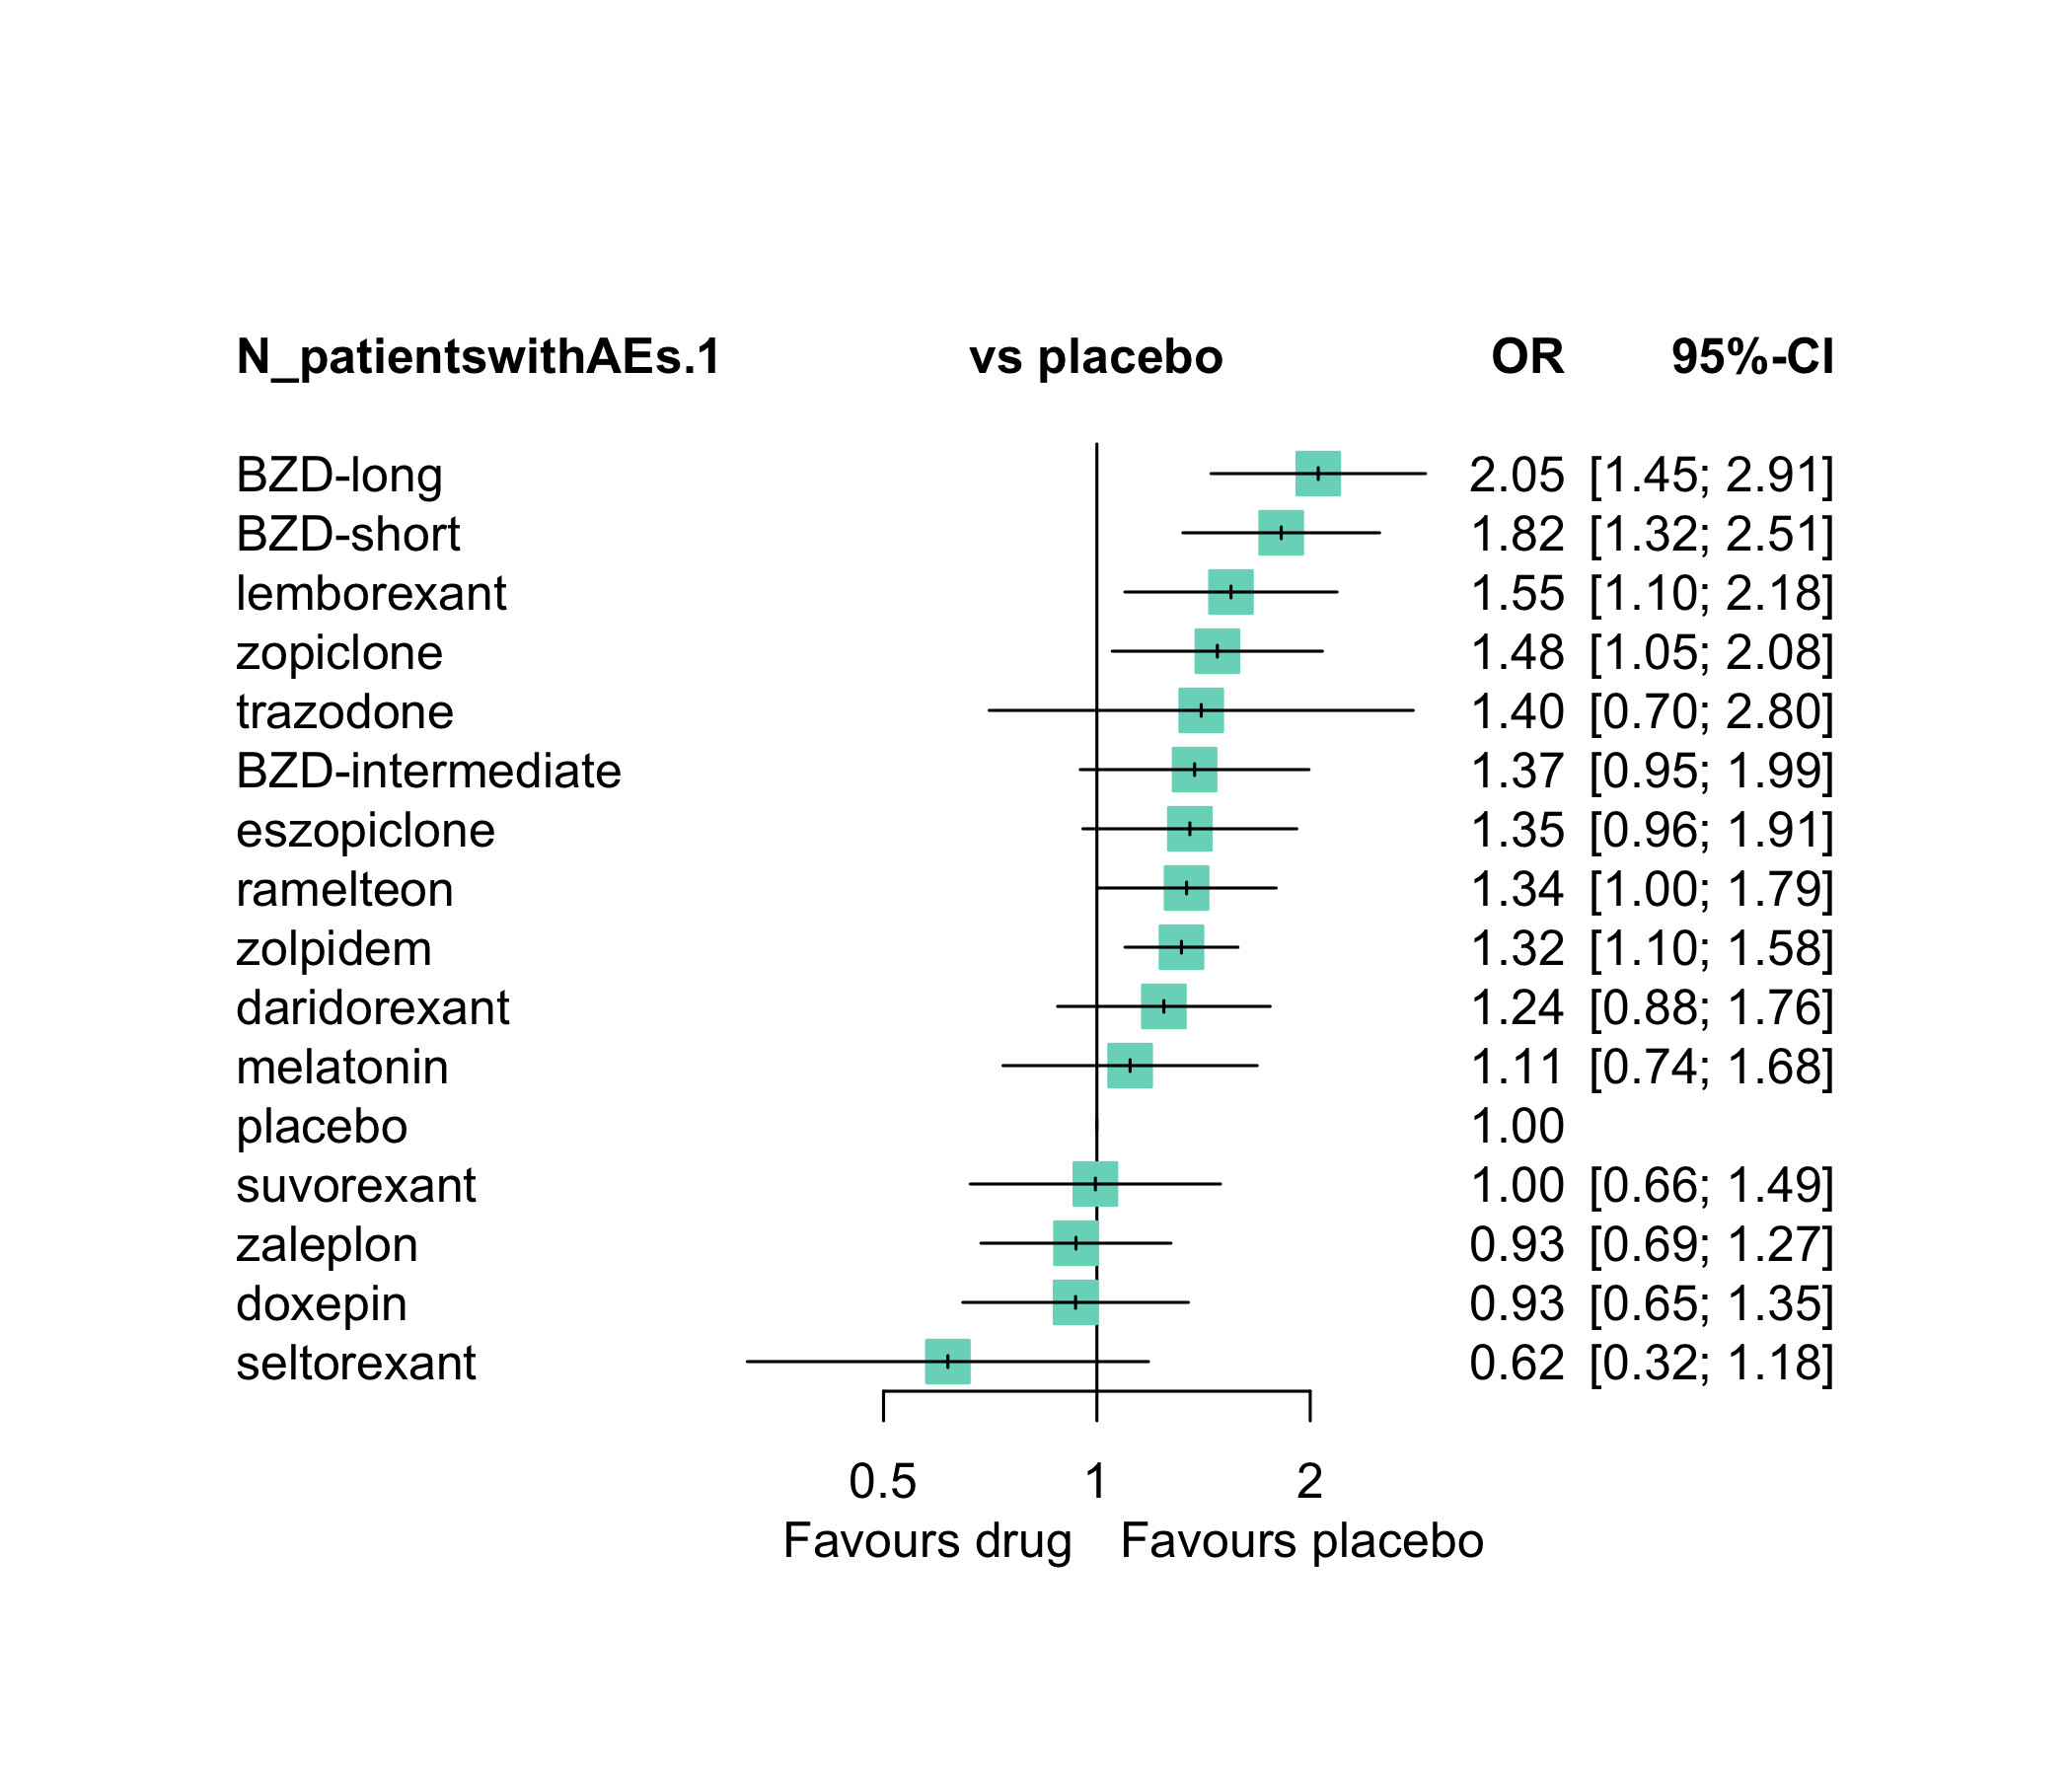 N_patientswithAEs.1 vs placebo OR 95%-CI
BZD-long 2.05 [1.45; 2.91]
BZD-short 1.82 [1.32; 2.51]
lemborexant 1.55 [1.10; 2.18]
zopiclone 1.48 [1.05; 2.08]
trazodone 1.40 [0.70; 2.80]
BZD-intermediate 1.37 [0.95; 1.99]
eszopiclone 1.35 [0.96; 1.91]
ramelteon 1.34 [1.00; 1.79]
zolpidem 1.32 [1.10; 1.58]
daridorexant 1.24 [0.88; 1.76]
melatonin 1.11 [0.74; 1.68]
placebo 1.00
suvorexant 1.00 [0.66; 1.49]
zaleplon 0.93 [0.69; 1.27]
doxepin 0.93 [0.65; 1.35]
seltorexant 0.62 [0.32; 1.18]
0.5 1 2
Favours drug Favours placebo